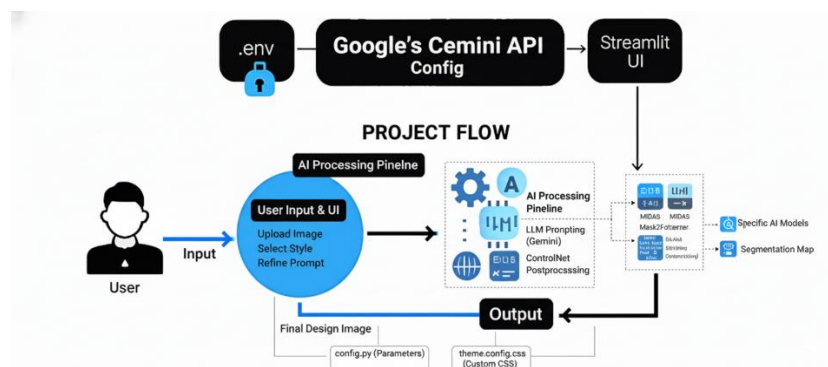 .env
Google's Cemini API
Config
Streamlit
UI
PROJECT FLOW
AI Processing Pinelne
User Input & UI
Upload Image
Select Style
Refine Prompt
Input
User
A
AI Processing
Pipeline
LLM Pronpting
(Gemini)
ControlNet
Postprocsssing
MIDAS
MIDAS
Specific AI Models
Segmentation Map
Output
Final Design Image
config.py (Parameters)
theme.config.css
(Custom CSS)